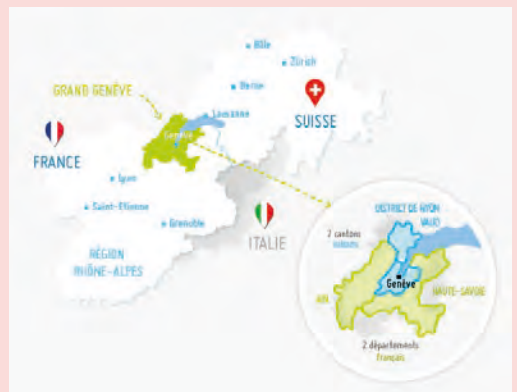 Bâle
Zürich
Berne
GRAND GENÈVE
Lausanne
SUISSE
Genève
FRANCE
Lyon
Saint-Etienne
Grenoble
ITALIE
RÉGION
RHÔNE-ALPES
DISTRICT DE NYON
VAUD
2 cantons
suisses
Genève
AIN
HAUTE-SAVOIE
2 départements
français